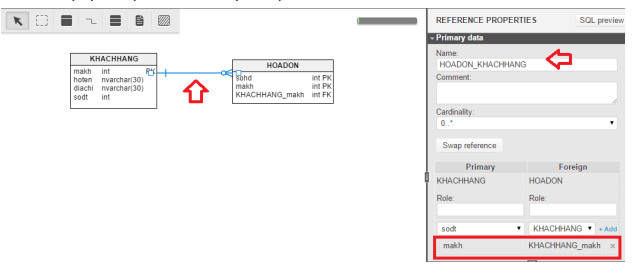 REFERENCE PROPERTIES
SQL preview
Primary data
Name:
HOADON_KHACHHANG
Comment:
Cardinality:
0..*
Swap reference
Primary Foreign
KHACHHANG HOADON
Role: Role:
sodt KHACHHANG + Add
makh KHACHHANG_makh ×
KHACHHANG
makh int
hoten nvarchar(30)
diachi nvarchar(30)
sodt int
HOADON
sohd int PK
makh int PK
KHACHHANG_makh int FK